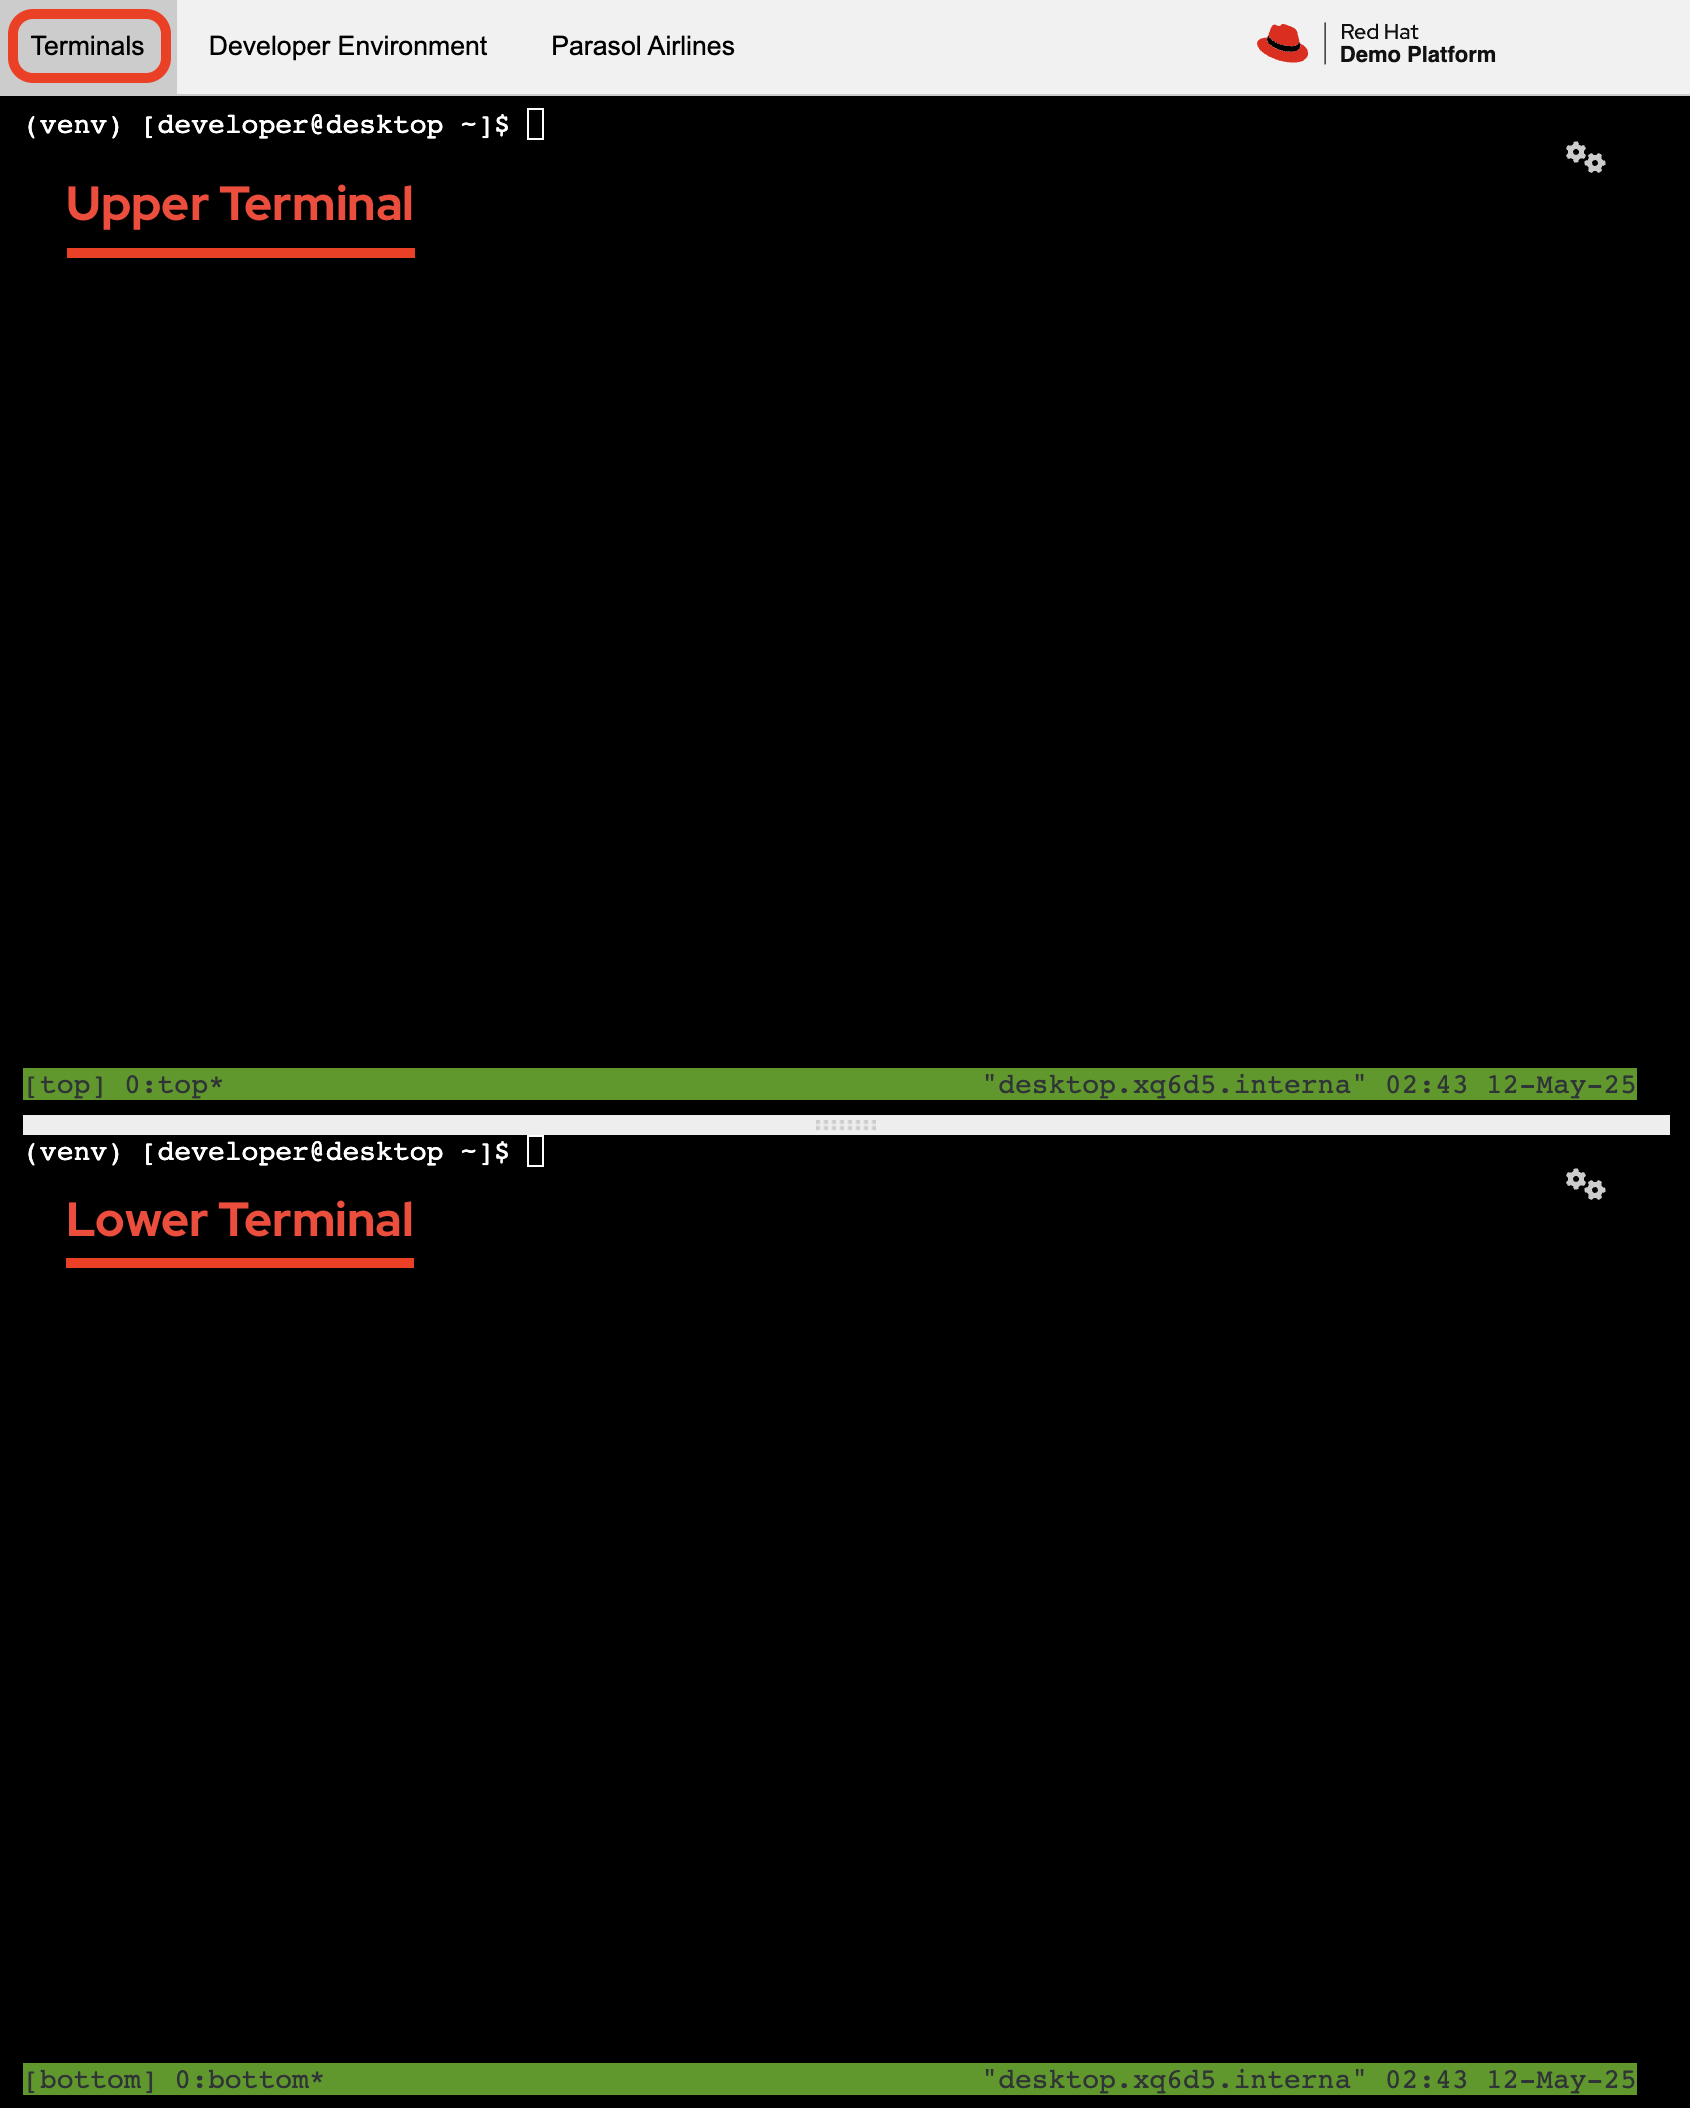 Terminals Developer Environment Parasol Airlines Red Hat
Demo Platform
(venv) [developer@desktop ~]$
Upper Terminal
[top] 0:top* "desktop.xq6d5.interna" 02:43 12-May-25
(venv) [developer@desktop ~]$
Lower Terminal
[bottom] 0:bottom* "desktop.xq6d5.interna" 02:43 12-May-25